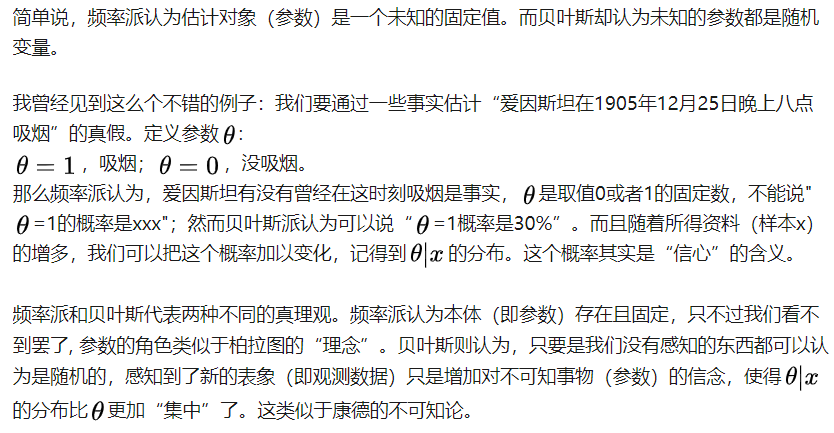 简单说，频率派认为估计对象（参数）是一个未知的固定值。而贝叶斯却认为未知的参数都是随机
变量。
我曾经见到这么个不错的例子：我们要通过一些事实估计“爱因斯坦在1905年12月25日晚上八点
吸烟”的真假。定义参数θ：
θ = 1，吸烟；θ = 0，没吸烟。
那么频率派认为，爱因斯坦有没有曾经在这时刻吸烟是事实，θ是取值0或者1的固定数，不能说"
θ=1的概率是xxx"；然而贝叶斯派认为可以说“θ=1概率是30%”。而且随着所得资料（样本x）
的增多，我们可以把这个概率加以变化，记得到θ|x的分布。这个概率其实是“信心”的含义。
频率派和贝叶斯代表两种不同的真理观。频率派认为本体（即参数）存在且固定，只不过我们看不
到罢了, 参数的角色类似于柏拉图的“理念”。贝叶斯则认为，只要是我们没有感知的东西都可以认
为是随机的，感知到了新的表象（即观测数据）只是增加对不可知事物（参数）的信念，使得θ|x
的分布比θ更加“集中”了。这类似于康德的不可知论。